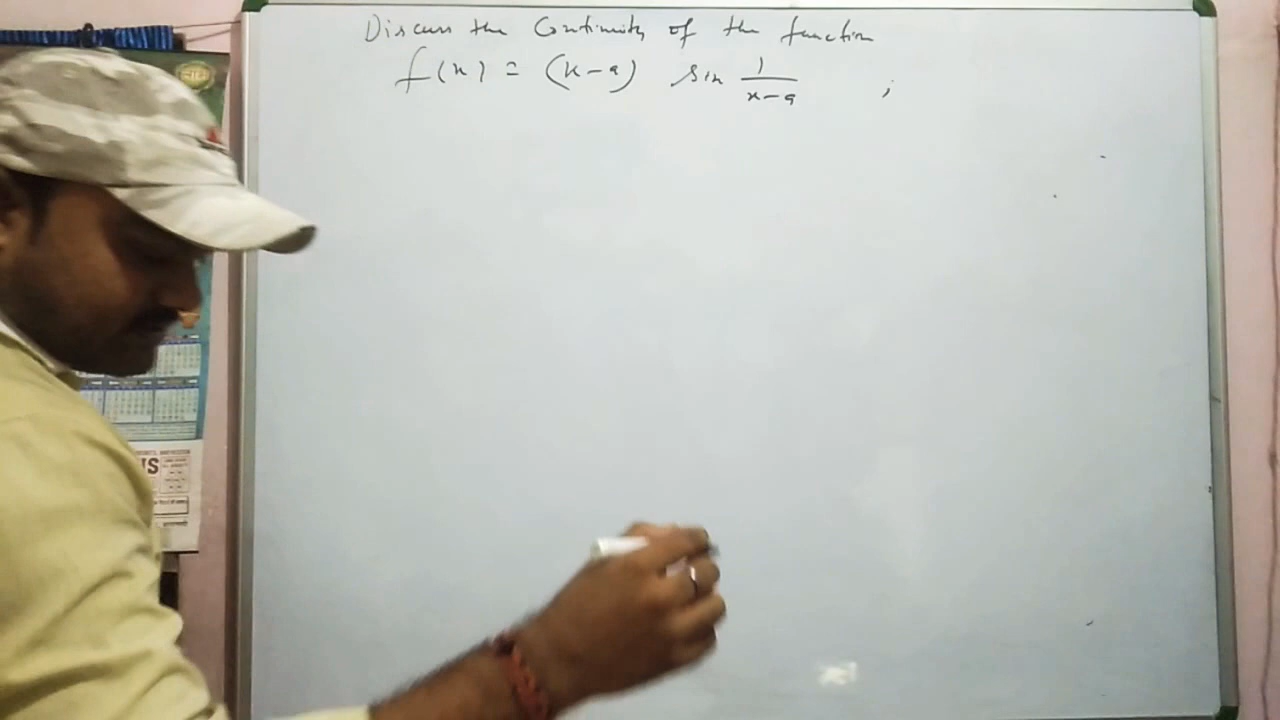 Discuss the Continuity of the function
f(x) = (x-a) sin 1/(x-a) ;